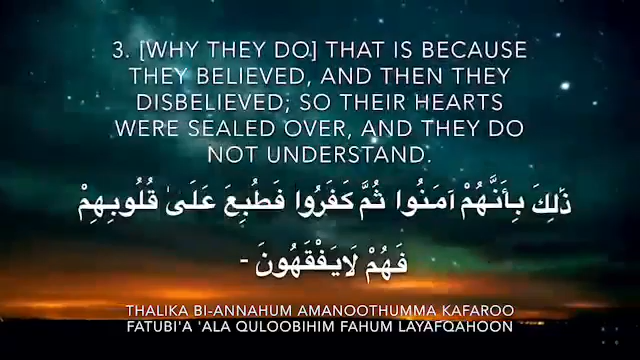 3. [WHY THEY DO.] THAT IS BECAUSE
THEY BELIEVED, AND THEN THEY
DISBELIEVED; SO THEIR HEARTS
WERE SEALED OVER, AND THEY DO
NOT UNDERSTAND.
ذَٰلِكَ بِأَنَّهُمْ آمَنُوا ثُمَّ كَفَرُوا فَطُبِعَ عَلَىٰ قُلُوبِهِمْ
فَهُمْ لَايَفْقَهُونَ -
THALIKA BI-ANNAHUM AMANOOTHUMMA KAFAROO
FATUBI'A 'ALA QULOOBIHIM FAHUM LAYAFQAHOON